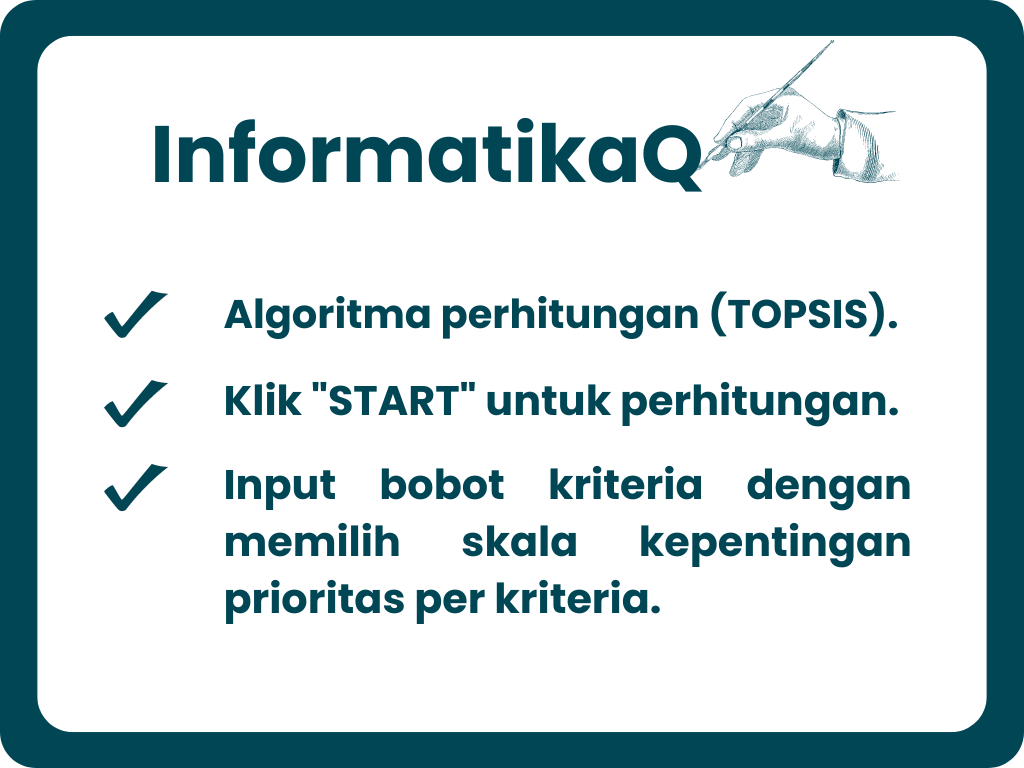 InformatikaQ
Algoritma perhitungan (TOPSIS).
Klik "START" untuk perhitungan.
Input bobot kriteria dengan
memilih skala kepentingan
prioritas per kriteria.